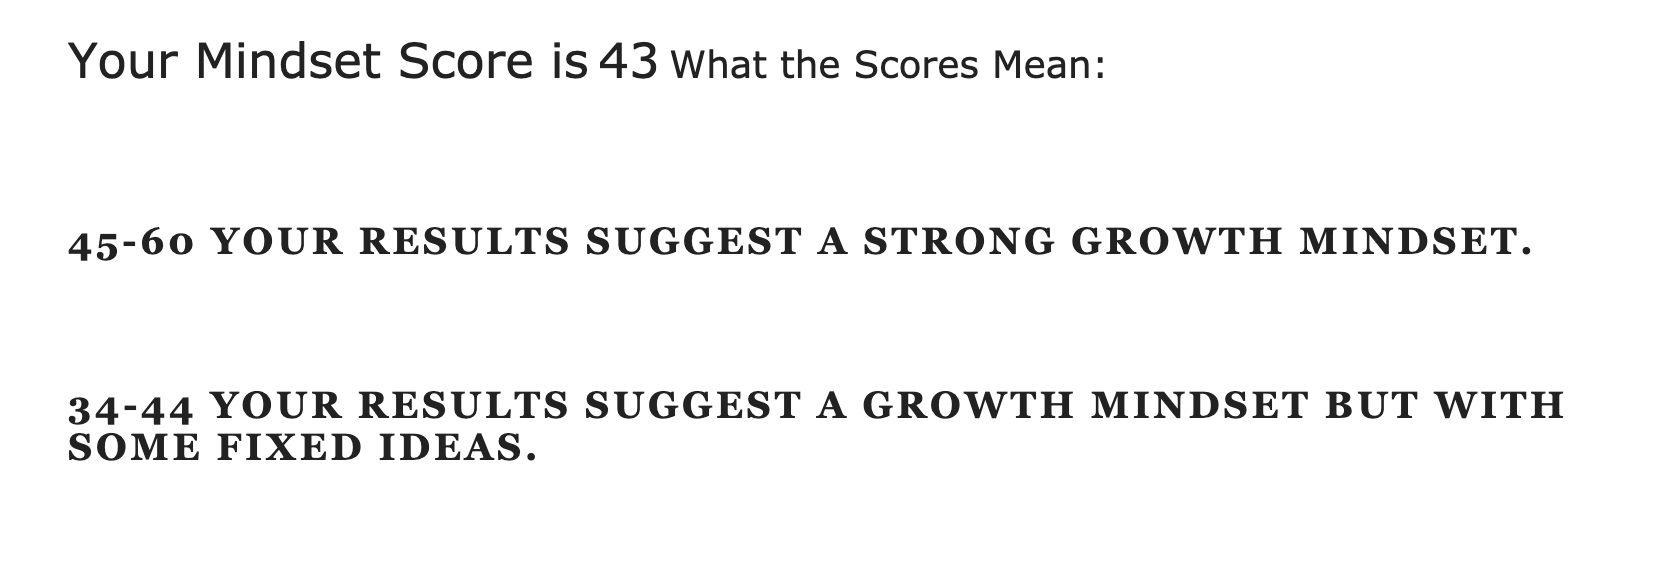 Your Mindset Score is 43 What the Scores Mean:
45-60 YOUR RESULTS SUGGEST A STRONG GROWTH MINDSET.
34-44 YOUR RESULTS SUGGEST A GROWTH MINDSET BUT WITH
SOME FIXED IDEAS.